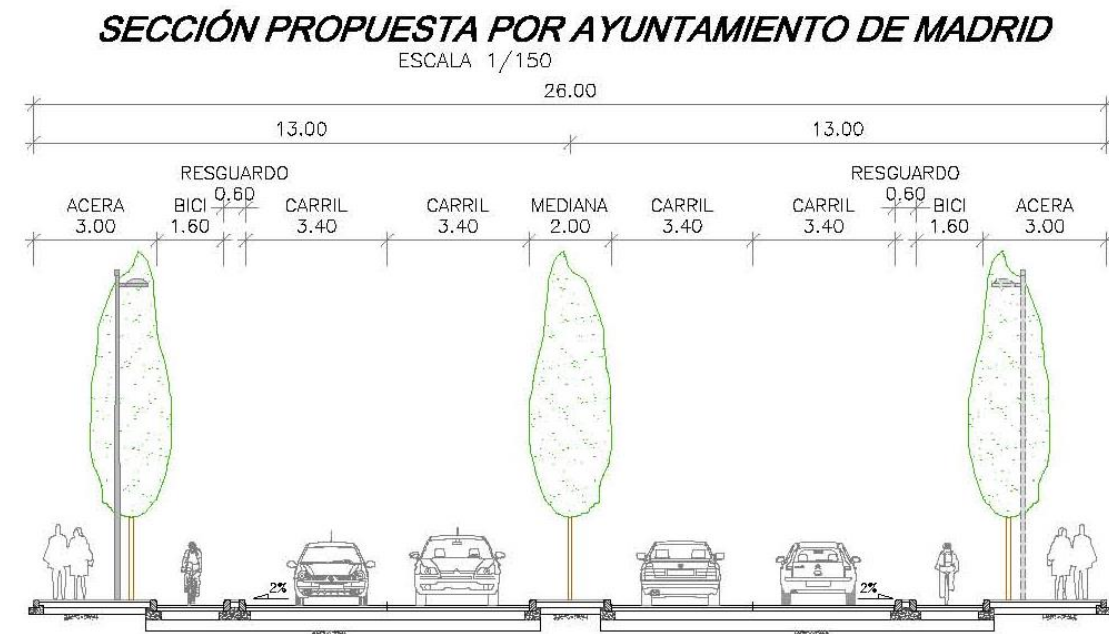 SECCIÓN PROPUESTA POR AYUNTAMIENTO DE MADRID
ESCALA 1/150
26.00
13.00 13.00
RESGUARDO RESGUARDO
0.60 0.60
ACERA BICI CARRIL CARRIL MEDIANA CARRIL CARRIL BICI ACERA
3.00 1.60 3.40 3.40 2.00 3.40 3.40 1.60 3.00
2% 2%